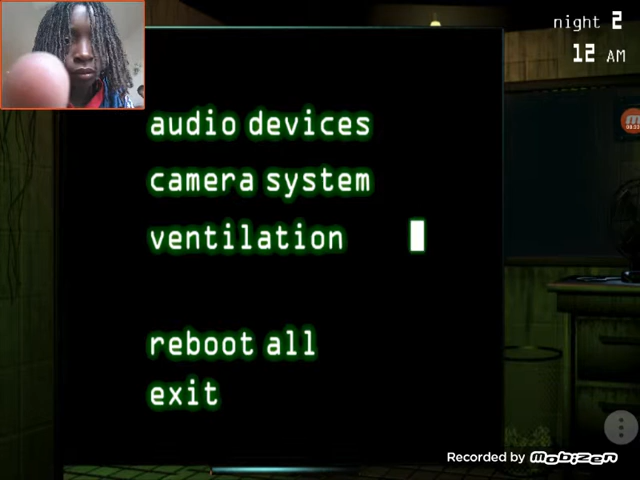 night 2
12 AM
audio devices
camera system
ventilation
reboot all
exit
Recorded by mobizen